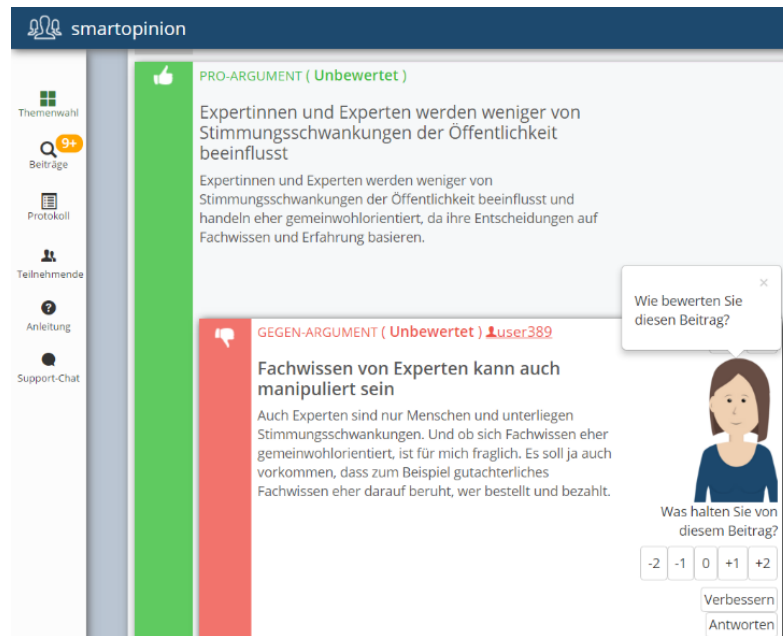 smartopinion
Themenwahl
9+
Beiträge
Protokoll
Teilnehmende
Anleitung
Support-Chat
PRO-ARGUMENT ( Unbewertet )
Expertinnen und Experten werden weniger von
Stimmungsschwankungen der Öffentlichkeit
beeinflusst
Expertinnen und Experten werden weniger von
Stimmungsschwankungen der Öffentlichkeit beeinflusst und
handeln eher gemeinwohlorientiert, da ihre Entscheidungen auf
Fachwissen und Erfahrung basieren.
GEGEN-ARGUMENT ( Unbewertet ) user389
Fachwissen von Experten kann auch
manipuliert sein
Auch Experten sind nur Menschen und unterliegen
Stimmungsschwankungen. Und ob sich Fachwissen eher
gemeinwohlorientiert, ist für mich fraglich. Es soll ja auch
vorkommen, dass zum Beispiel gutachterliches
Fachwissen eher darauf beruht, wer bestellt und bezahlt.
×
Wie bewerten Sie
diesen Beitrag?
Was halten Sie von
diesem Beitrag?
-2 -1 0 +1 +2
Verbessern
Antworten